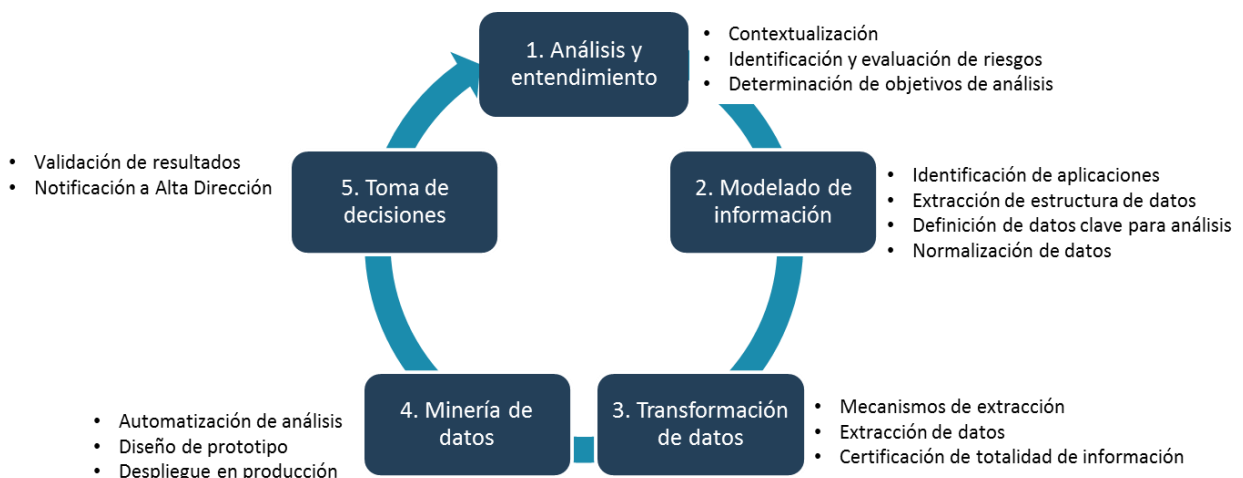 1. Análisis y
entendimiento
• Contextualización
• Identificación y evaluación de riesgos
• Determinación de objetivos de análisis
2. Modelado de
información
• Identificación de aplicaciones
• Extracción de estructura de datos
• Definición de datos clave para análisis
• Normalización de datos
3. Transformación
de datos
• Mecanismos de extracción
• Extracción de datos
• Certificación de totalidad de información
4. Minería de
datos
• Automatización de análisis
• Diseño de prototipo
• Despliegue en producción
5. Toma de
decisiones
• Validación de resultados
• Notificación a Alta Dirección